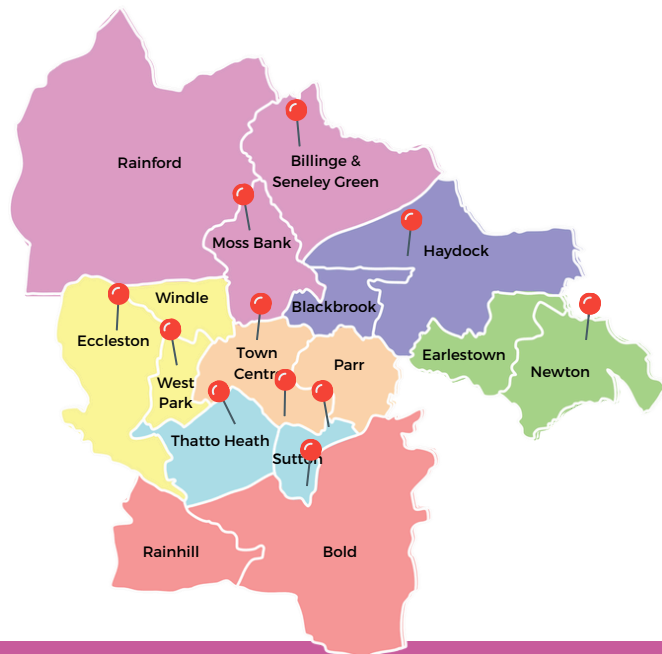 Rainford
Billinge &
Seneley Green
Moss Bank
Haydock
Windle
Blackbrook
Eccleston
Town
Centre
Earlestown
Parr
Newton
West
Park
Thatto Heath
Sutton
Rainhill
Bold